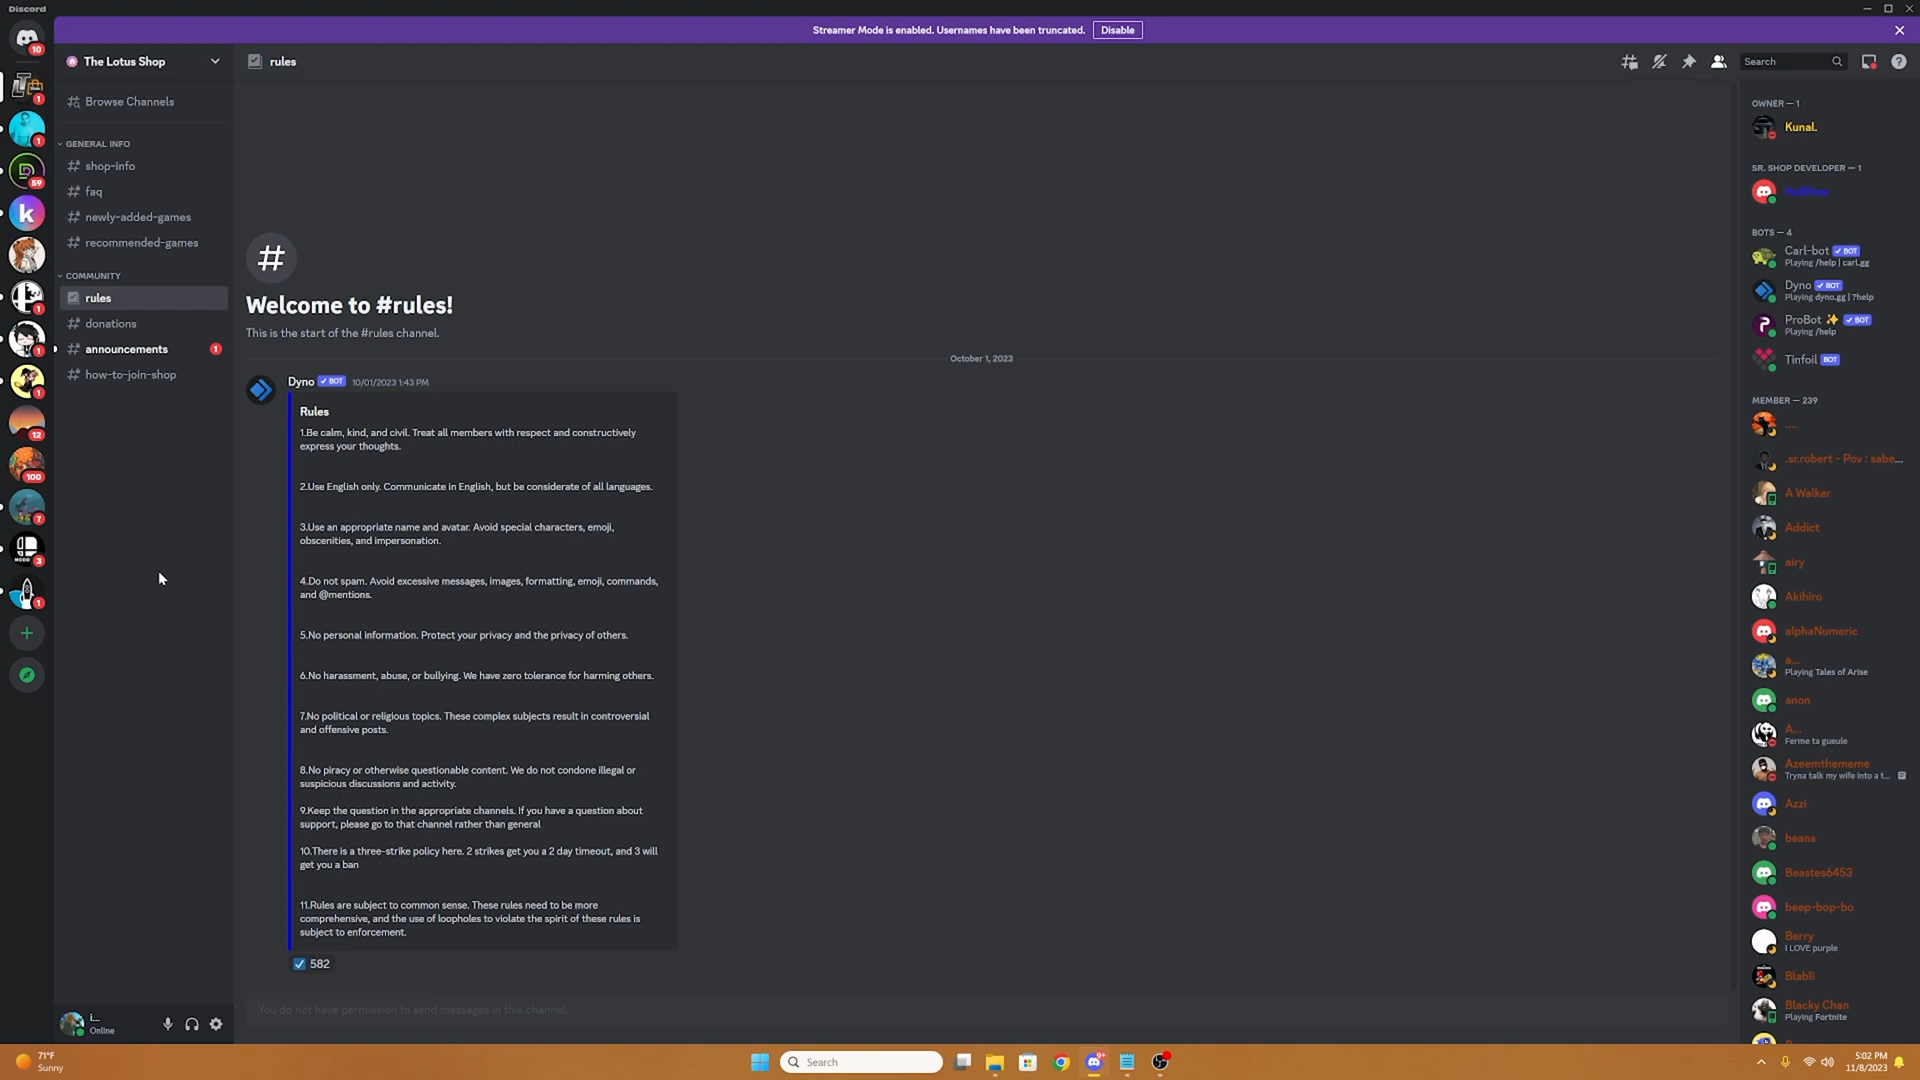 Discord
Streamer Mode is enabled. Usernames have been truncated.
Disable
10
1
1
59
k
1
1
1
12
100
7
3
1
The Lotus Shop
Browse Channels
GENERAL INFO
shop-info
faq
newly-added-games
recommended-games
COMMUNITY
rules
donations
announcements
1
how-to-join-shop
i...
Online
rules
Search
Welcome to #rules!
This is the start of the #rules channel.
October 1, 2023
Dyno BOT 10/01/2023 1:43 PM
Rules
1.Be calm, kind, and civil. Treat all members with respect and constructively
express your thoughts.
2.Use English only. Communicate in English, but be considerate of all languages.
3.Use an appropriate name and avatar. Avoid special characters, emoji,
obscenities, and impersonation.
4.Do not spam. Avoid excessive messages, images, formatting, emoji, commands,
and @mentions.
5.No personal information. Protect your privacy and the privacy of others.
6.No harassment, abuse, or bullying. We have zero tolerance for harming others.
7.No political or religious topics. These complex subjects result in controversial
and offensive posts.
8.No piracy or otherwise questionable content. We do not condone illegal or
suspicious discussions and activity.
9.Keep the question in the appropriate channels. If you have a question about
support, please go to that channel rather than general
10.There is a three-strike policy here. 2 strikes get you a 2 day timeout, and 3 will
get you a ban
11.Rules are subject to common sense. These rules need to be more
comprehensive, and the use of loopholes to violate the spirit of these rules is
subject to enforcement.
582
You do not have permission to send messages in this channel.
OWNER — 1
Kunal.
SR. SHOP DEVELOPER — 1
BOTS — 4
Carl-bot BOT
Playing /help | carl.gg
Dyno BOT
Playing dyno.gg | ?help
ProBot BOT
Playing /help
Tinfoil BOT
MEMBER — 239
....
.sr.robert - Pov : sabe...
A Walker
Addict
airy
Akihiro
alphaNumeric
a...
Playing Tales of Arise
anon
A...
Ferme ta gueule
Azeemthememe
Tryna talk my wife into a t...
Azzi
beans
Beastes6453
beep-bop-bo
Berry
I LOVE purple
Blabli
Blacky Chan
Playing Fortnite
71°F
Sunny
Search
9+
5:02 PM
11/8/2023